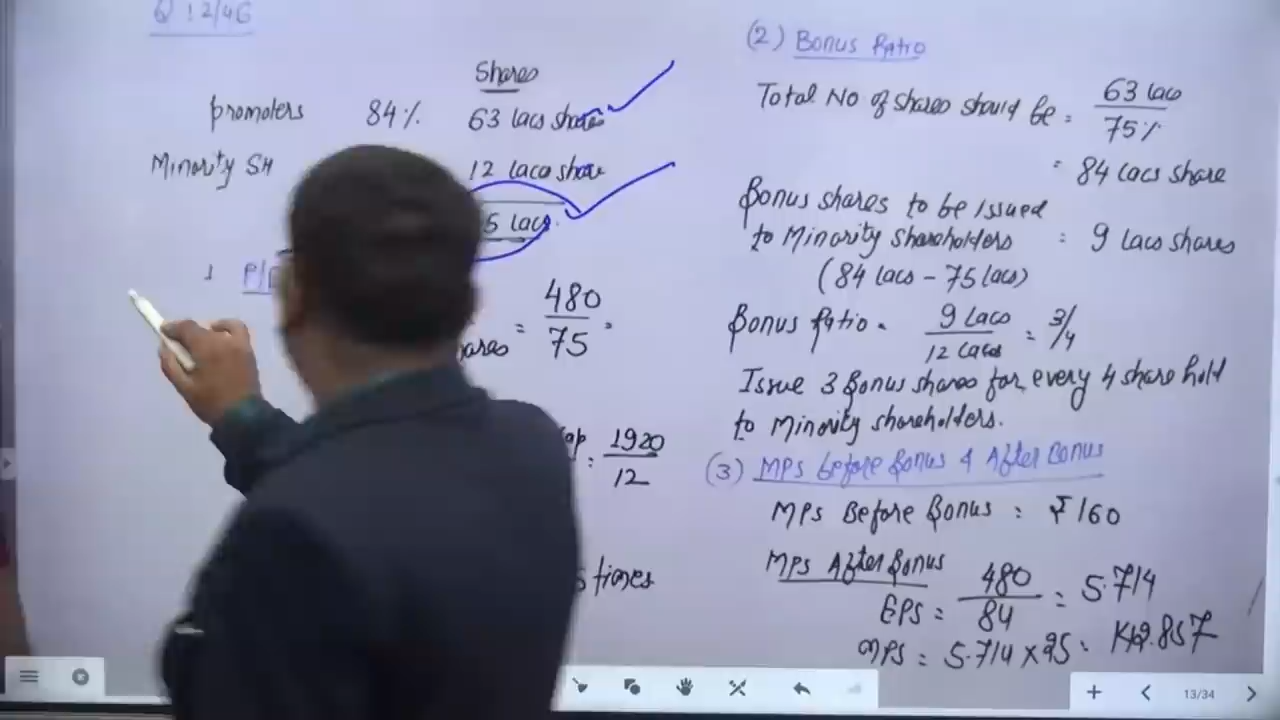 Q 12/46
Shares
promoters 84% 63 lacs shares
Minority SH 12 lacs share
5 lacs
1 P/
ares = 480/75 =
ap : 1920/12
times
(2) Bonus Ratio
Total No of shares should be = 63 lacs/75%
= 84 lacs share
Bonus shares to be issued
to Minority shareholders : 9 lacs shares
(84 lacs - 75 lacs)
Bonus Ratio = 9 lacs/12 lacs = 3/4
Issue 3 Bonus shares for every 4 share hold
to Minority shareholders.
(3) MPS before Bonus & After Bonus
MPS Before Bonus : ₹160
MPS After Bonus
EPS = 480/84 = 5.714
MPS = 5.714 × 25 =
13/34